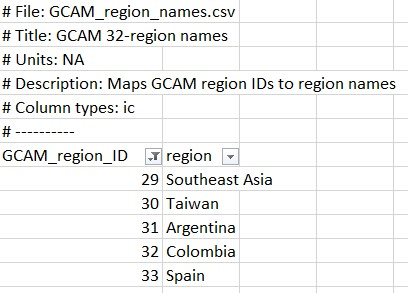 # File: GCAM_region_names.csv
# Title: GCAM 32-region names
# Units: NA
# Description: Maps GCAM region IDs to region names
# Column types: ic
# ----------
GCAM_region_ID region
29 Southeast Asia
30 Taiwan
31 Argentina
32 Colombia
33 Spain